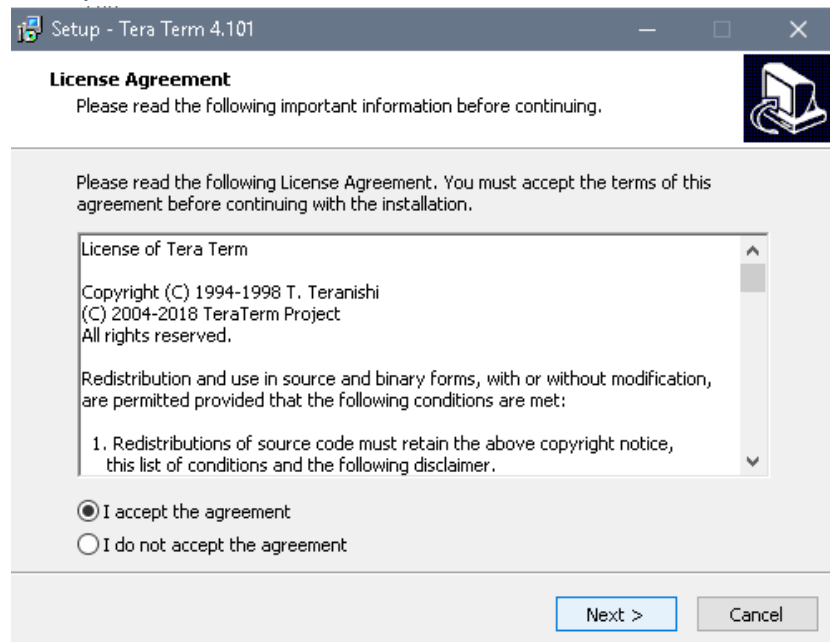 Setup - Tera Term 4.101
License Agreement
Please read the following important information before continuing.
Please read the following License Agreement. You must accept the terms of this
agreement before continuing with the installation.
License of Tera Term
Copyright (C) 1994-1998 T. Teranishi
(C) 2004-2018 TeraTerm Project
All rights reserved.
Redistribution and use in source and binary forms, with or without modification,
are permitted provided that the following conditions are met:
1. Redistributions of source code must retain the above copyright notice,
this list of conditions and the following disclaimer.
I accept the agreement
I do not accept the agreement
Next >
Cancel